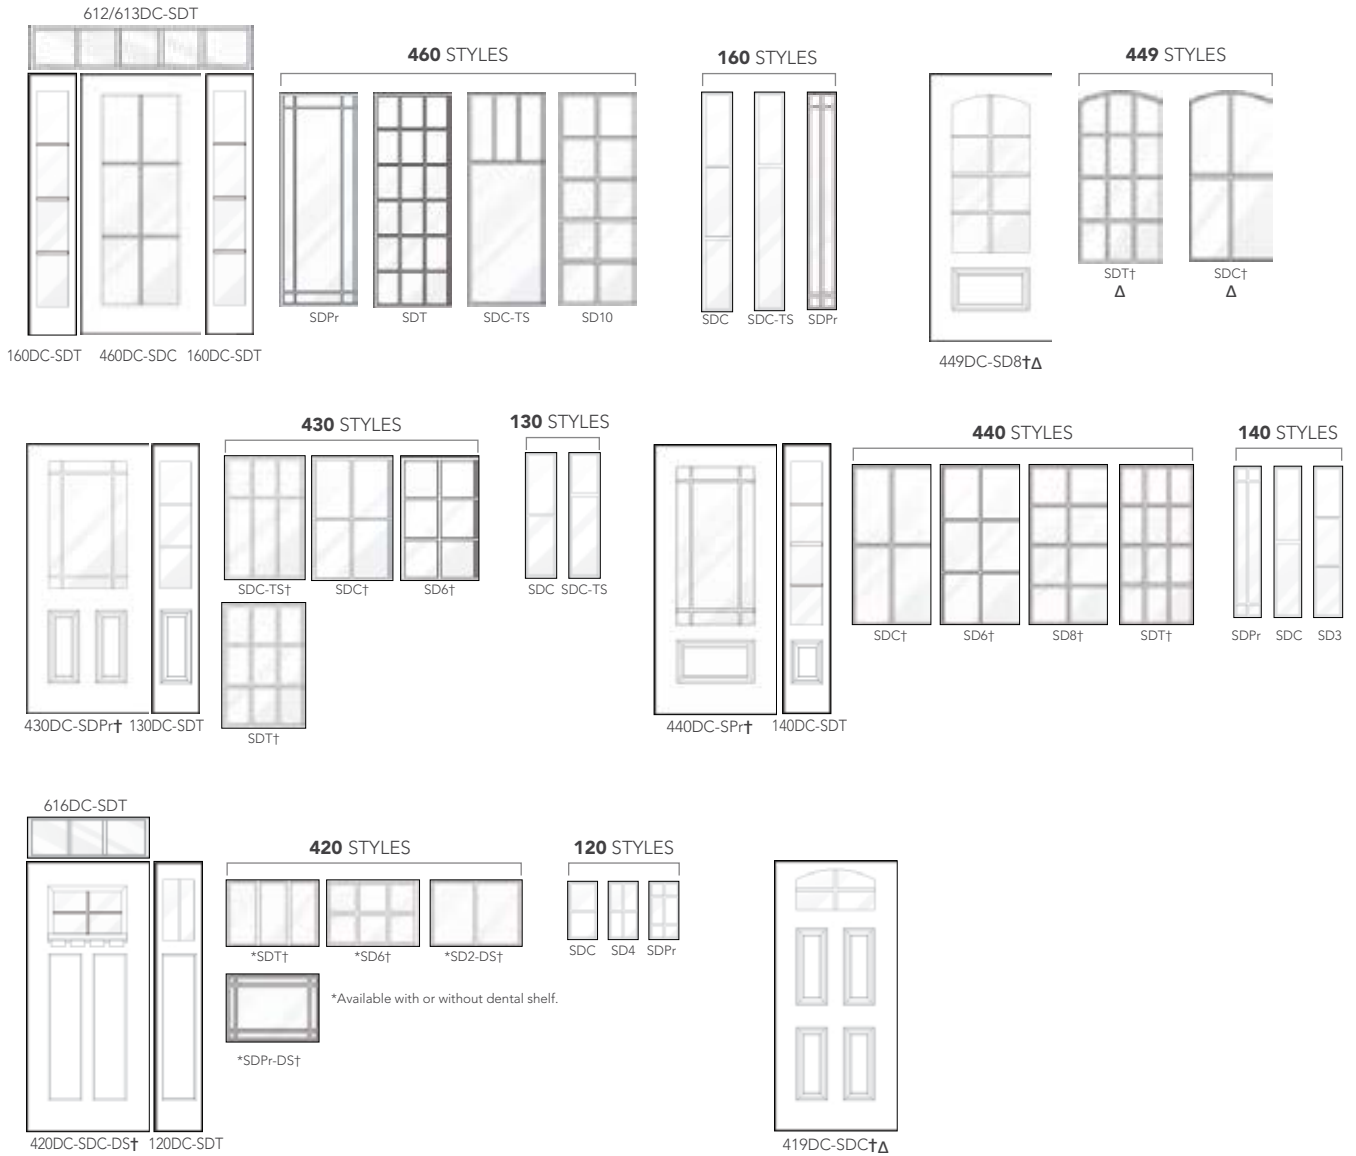 612/613DC-SDT
460 STYLES
160 STYLES
449 STYLES
SDPr
SDT
SDC-TS
SD10
SDC
SDC-TS
SDPr
SDT†
Δ
SDC†
Δ
160DC-SDT
460DC-SDC
160DC-SDT
449DC-SD8†Δ
430 STYLES
130 STYLES
440 STYLES
140 STYLES
SDC-TS†
SDC†
SD6†
SDC
SDC-TS
SDC†
SD6†
SD8†
SDT†
SDPr
SDC
SD3
430DC-SDPr†
130DC-SDT
SDT†
440DC-SPr†
140DC-SDT
616DC-SDT
420 STYLES
120 STYLES
*SDT†
*SD6†
*SD2-DS†
SDC
SD4
SDPr
*Available with or without dental shelf.
*SDPr-DS†
420DC-SDC-DS†
120DC-SDT
419DC-SDC†Δ